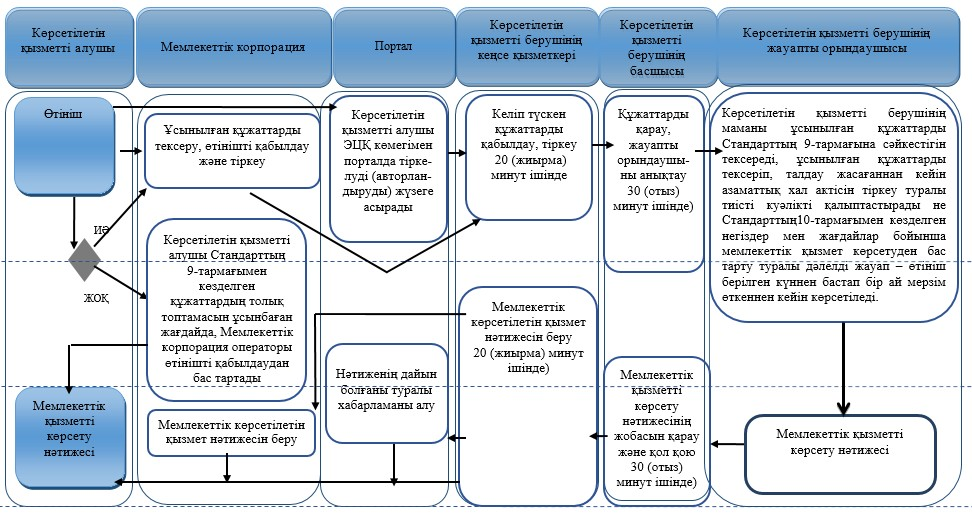 Көрсетілетін
қызметті алушы
Мемлекеттік корпорация
Портал
Көрсетілетін
қызметті берушінің
кеңсе қызметкері
Көрсетілетін
қызметті
берушінің
басшысы
Көрсетілетін қызметті берушінің
жауапты орындаушысы
Өтініш
Ұсынылған құжаттарды
тексеру, өтінішті қабылдау
және тіркеу
Көрсетілетін
қызметті алушы
ЭЦҚ көмегімен
порталда тірке-
луді (авторлан-
дыруды) жүзеге
асырады
Келіп түскен
құжаттарды
қабылдау, тіркеу
20 (жиырма)
минут ішінде
Құжаттарды
қарау,
жауапты
орындаушы-
ны анықтау
30 (отыз)
минут ішінде)
Көрсетілетін қызметті берушінің
маманы ұсынылған құжаттарды
Стандарттың 9-тармағына сәйкестігін
тексереді, ұсынылған құжаттарды
тексеріп, талдау жасағаннан кейін
азаматтық хал актісін тіркеу туралы
тиісті куәлікті қалыптастырады не
Стандарттың10-тармағымен көзделген
негіздер мен жағдайлар бойынша
мемлекеттік қызмет көрсетуден бас
тарту туралы дәлелді жауап – өтініш
берілген күннен бастап бір ай мерзім
өткеннен кейін көрсетіледі.
ИӘ
ЖОҚ
Көрсетілетін қызметті
алушы Стандарттың
9-тармағымен
көзделген
құжаттардың толық
топтамасын ұсынбаған
жағдайда, Мемлекеттік
корпорация операторы
өтінішті қабылдаудан
бас тартады
Мемлекеттік
көрсетілетін қызмет
нәтижесін беру
20 (жиырма) минут
ішінде)
Нәтиженің дайын
болғаны туралы
хабарламаны алу
Мемлекеттік
қызметті
көрсету
нәтижесінің
жобасын қарау
және қол қою
30 (отыз)
минут ішінде)
Мемлекеттік
қызметті
көрсету
нәтижесі
Мемлекеттік көрсетілетін
қызмет нәтижесін беру
Мемлекеттік қызметті
көрсету нәтижесі